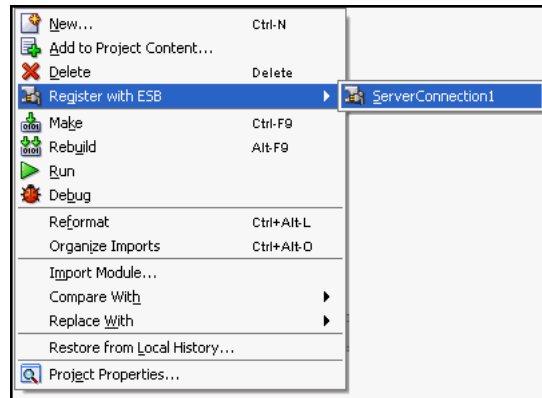 New... Ctrl-N
Add to Project Content...
Delete Delete
Register with ESB ServerConnection1
Make Ctrl-F9
Rebuild Alt-F9
Run
Debug
Reformat Ctrl+Alt-L
Organize Imports Ctrl+Alt-O
Import Module...
Compare With
Replace With
Restore from Local History...
Project Properties...